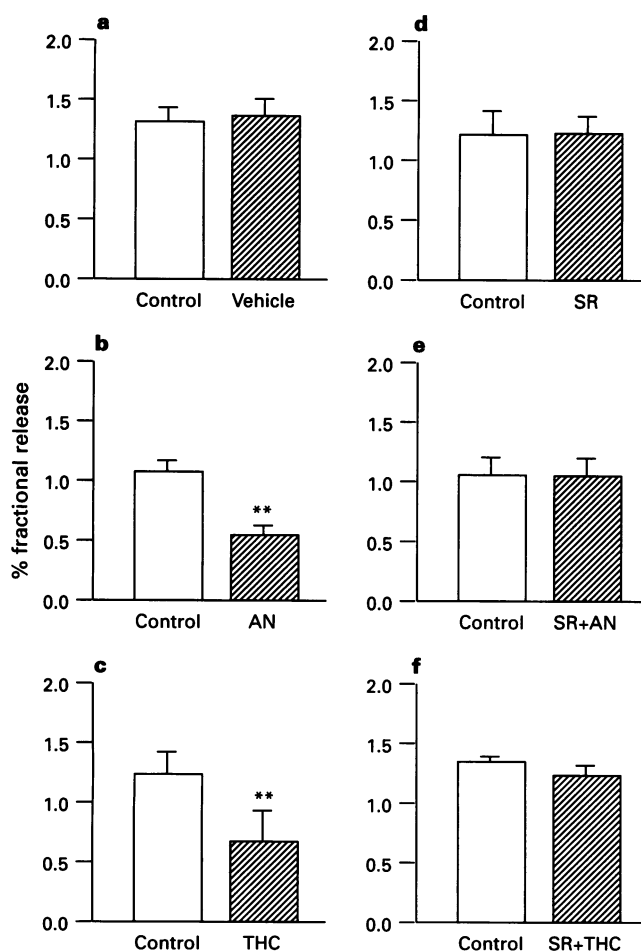 a
2.0
1.5
1.0
0.5
0.0
Control Vehicle
d
2.0
1.5
1.0
0.5
0.0
Control SR
b
2.0
1.5
1.0
0.5
0.0
**
Control AN
e
2.0
1.5
1.0
0.5
0.0
Control SR+AN
% fractional release
c
2.0
1.5
1.0
0.5
0.0
**
Control THC
f
2.0
1.5
1.0
0.5
0.0
Control SR+THC